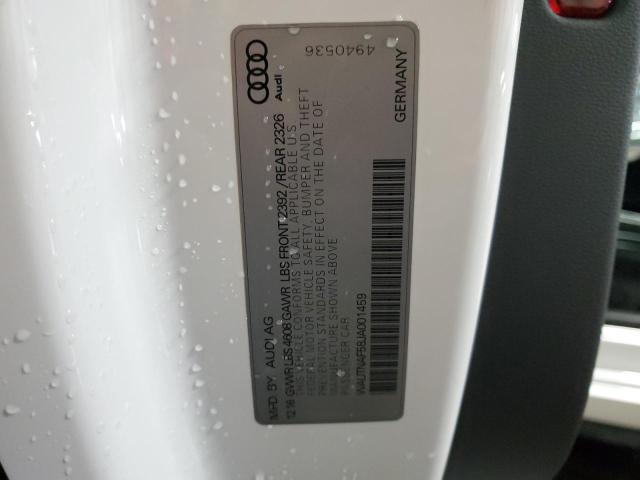 Audi
4940536
MFD BY AUDI AG
12.16 GVWR LBS 4608 GAWR LBS FRONT 2392 / REAR 2326
THIS VEHICLE CONFORMS TO ALL APPLICABLE U.S
FEDERAL MOTOR VEHICLE SAFETY, BUMPER AND THEFT
PREVENTION STANDARDS IN EFFECT ON THE DATE OF
MANUFACTURE SHOWN ABOVE
PASSENGER CAR
WAUTNAF58JA001459
GERMANY